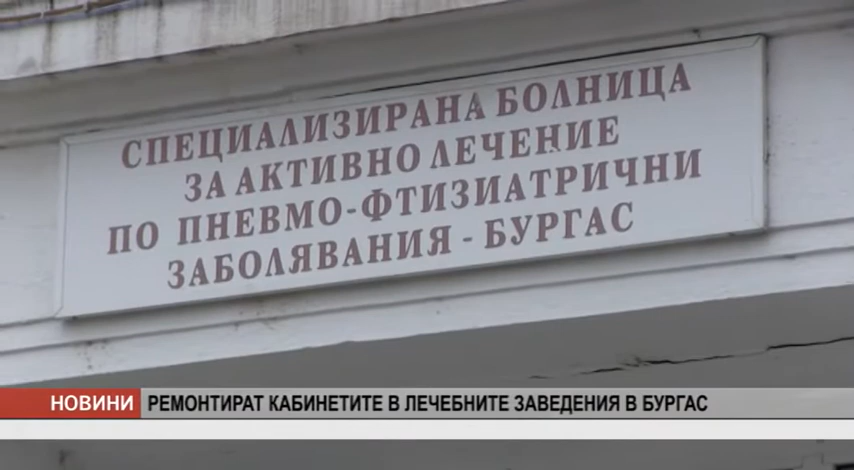 СПЕЦИАЛИЗИРАНА БОЛНИЦА
ЗА АКТИВНО ЛЕЧЕНИЕ
ПО ПНЕВМО-ФТИЗИАТРИЧНИ
ЗАБОЛЯВАНИЯ - БУРГАС
НОВИНИ РЕМОНТИРАТ КАБИНЕТИТЕ В ЛЕЧЕБНИТЕ ЗАВЕДЕНИЯ В БУРГАС